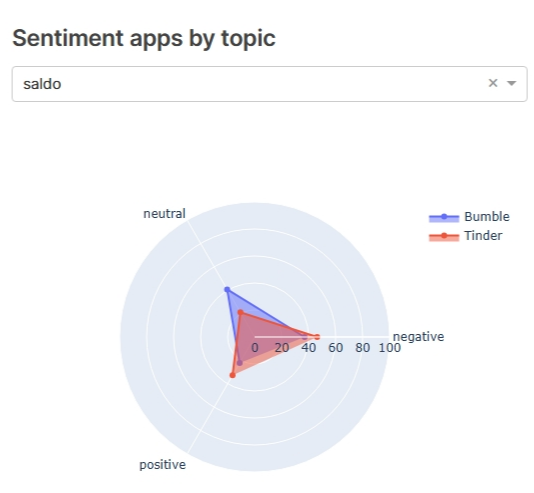 Sentiment apps by topic
saldo
neutral
Bumble
Tinder
negative
0 20 40 60 80 100
positive